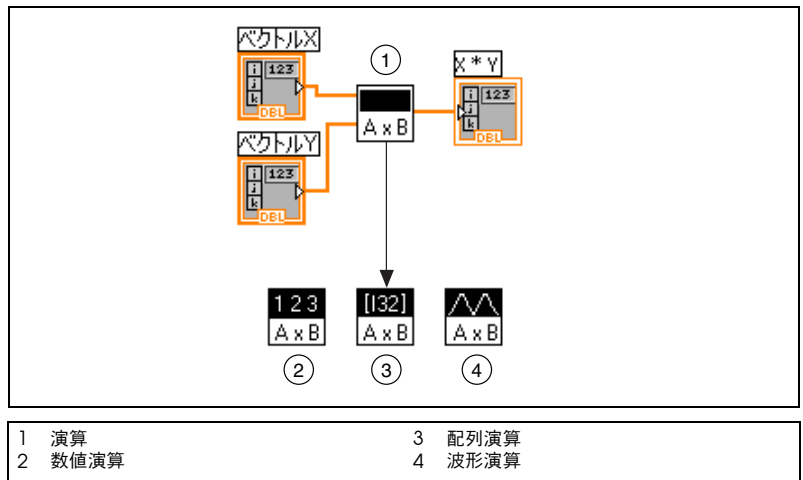 ベクトルX
i
j
k
123
DBL
1
X * Y
i
j
k
123
DBL
A x B
ベクトルY
i
j
k
123
DBL
1 2 3
A x B
[I32]
A x B
A x B
2
3
4
1 演算
2 数値演算
3 配列演算
4 波形演算